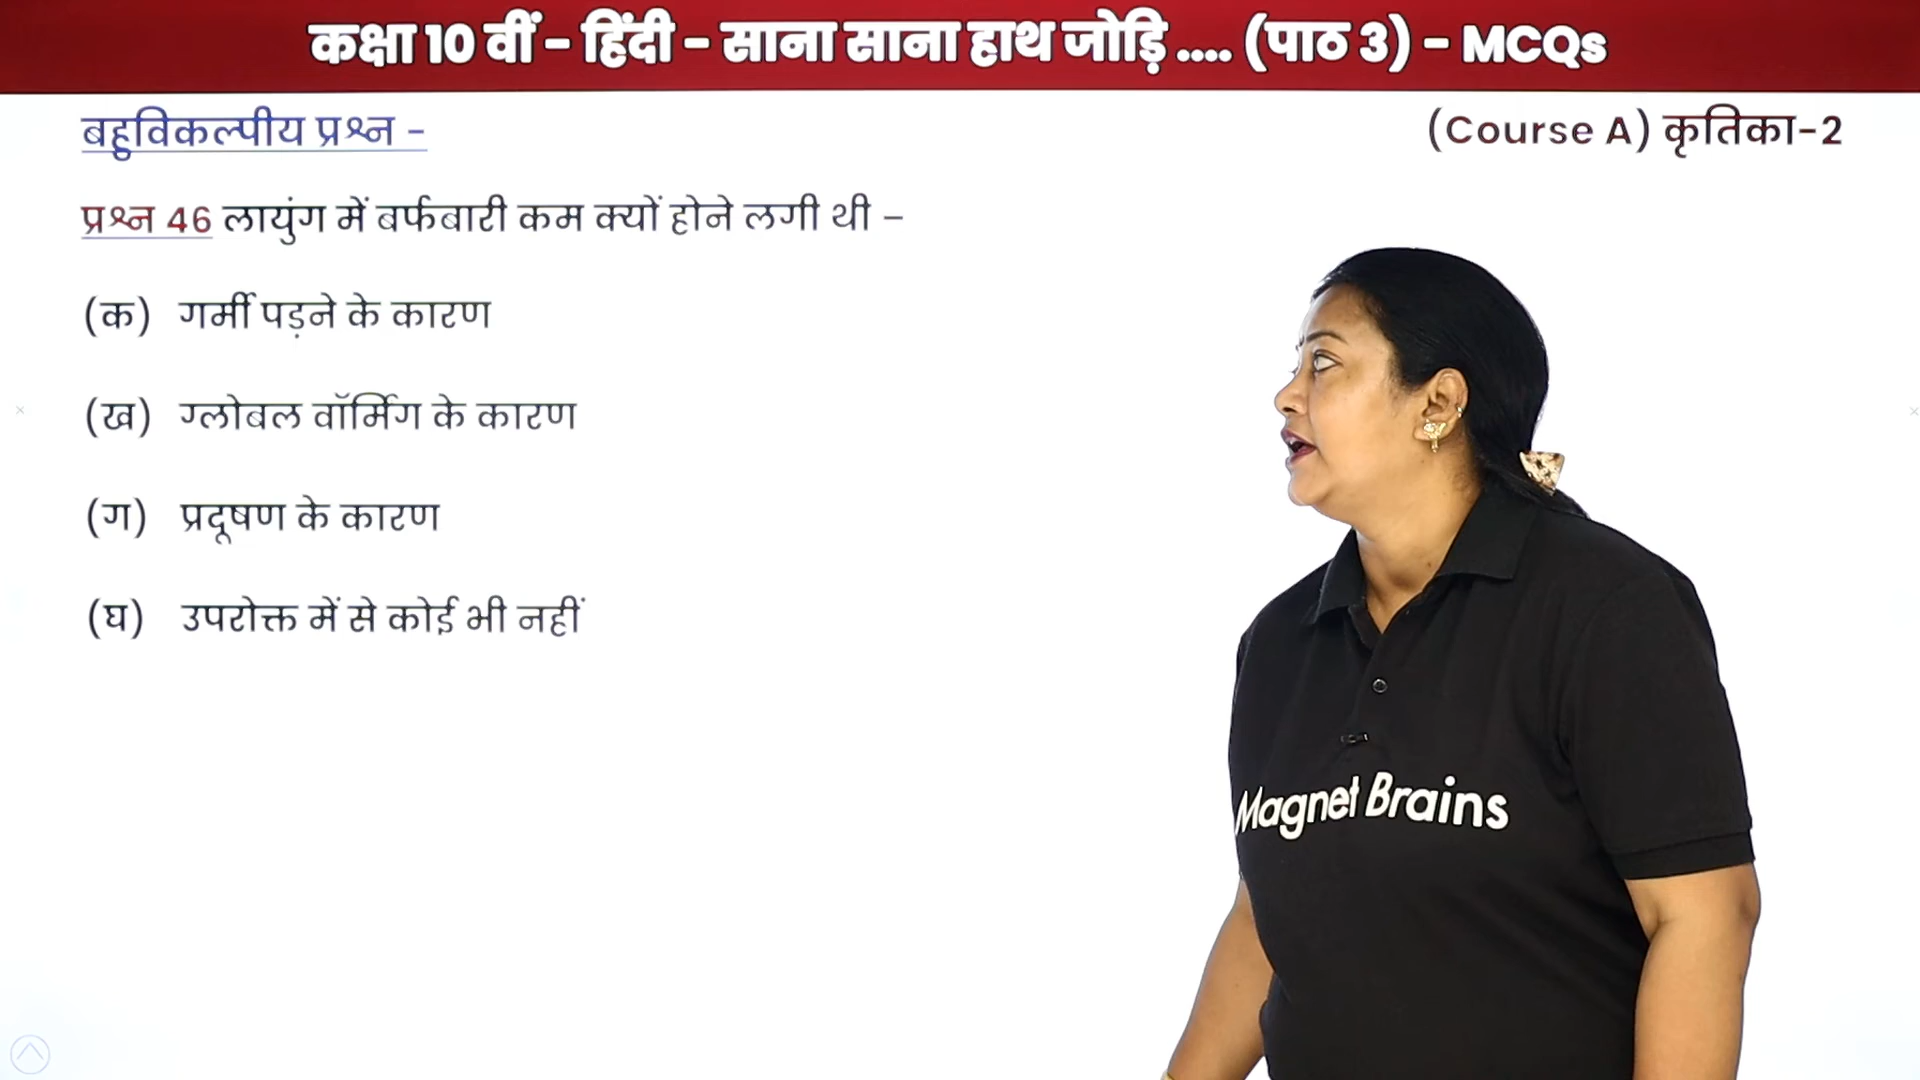 कक्षा 10 वीं – हिंदी – साना साना हाथ जोड़ि .... (पाठ 3) – MCQs
बहुविकल्पीय प्रश्न –
(Course A) कृतिका-2
प्रश्न 46 लायुंग में बर्फबारी कम क्यों होने लगी थी –
(क) गर्मी पड़ने के कारण
(ख) ग्लोबल वॉर्मिंग के कारण
(ग) प्रदूषण के कारण
(घ) उपरोक्त में से कोई भी नहीं
Magnet Brains